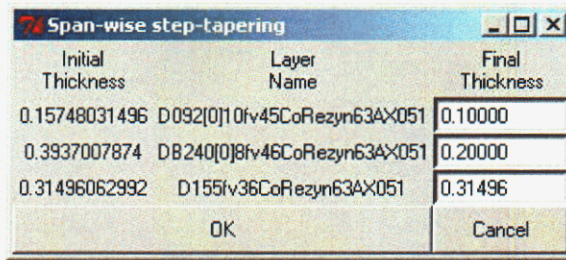 Span-wise step-tapering
Initial Thickness Layer Name Final Thickness
0.15748031496 D092[0]10fv45CoRezyn63AX051 0.10000
0.3937007874 DB240[0]8fv46CoRezyn63AX051 0.20000
0.31496062992 D155fv36CoRezyn63AX051 0.31496
OK Cancel